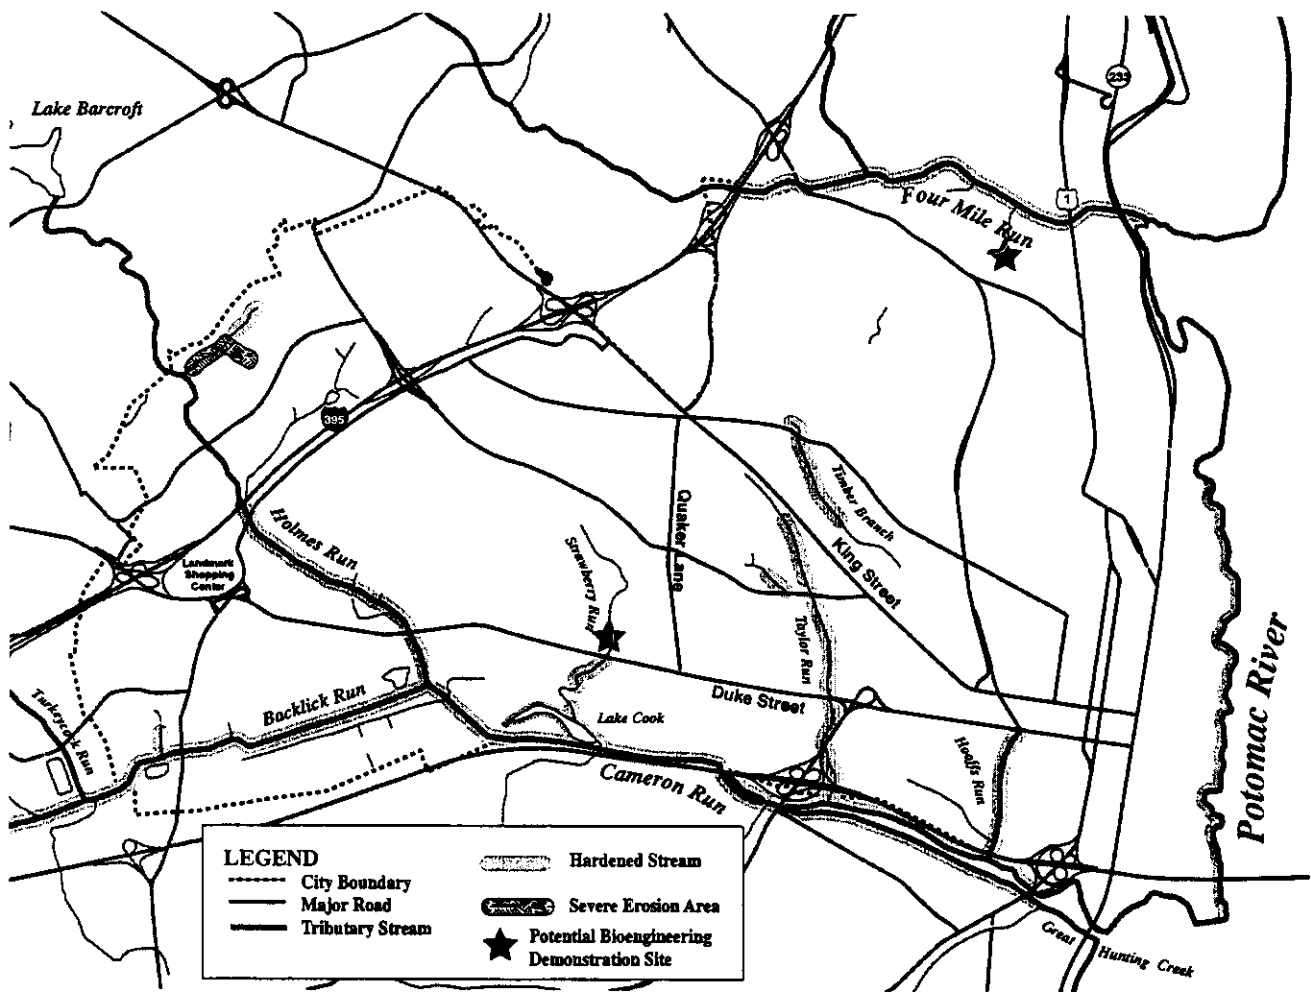 Lake Barcroft
233
1
Four Mile Run
395
Holmes Run
Landmark
Shopping
Center
Strawberry Run
Quaker Lane
Timber Branch
King Street
Taylor Run
Turkeycock Run
Backlick Run
Duke Street
Lake Cook
Cameron Run
Hooffs Run
Potomac River
Great Hunting Creek
LEGEND
City Boundary
Major Road
Tributary Stream
Hardened Stream
Severe Erosion Area
Potential Bioengineering
Demonstration Site